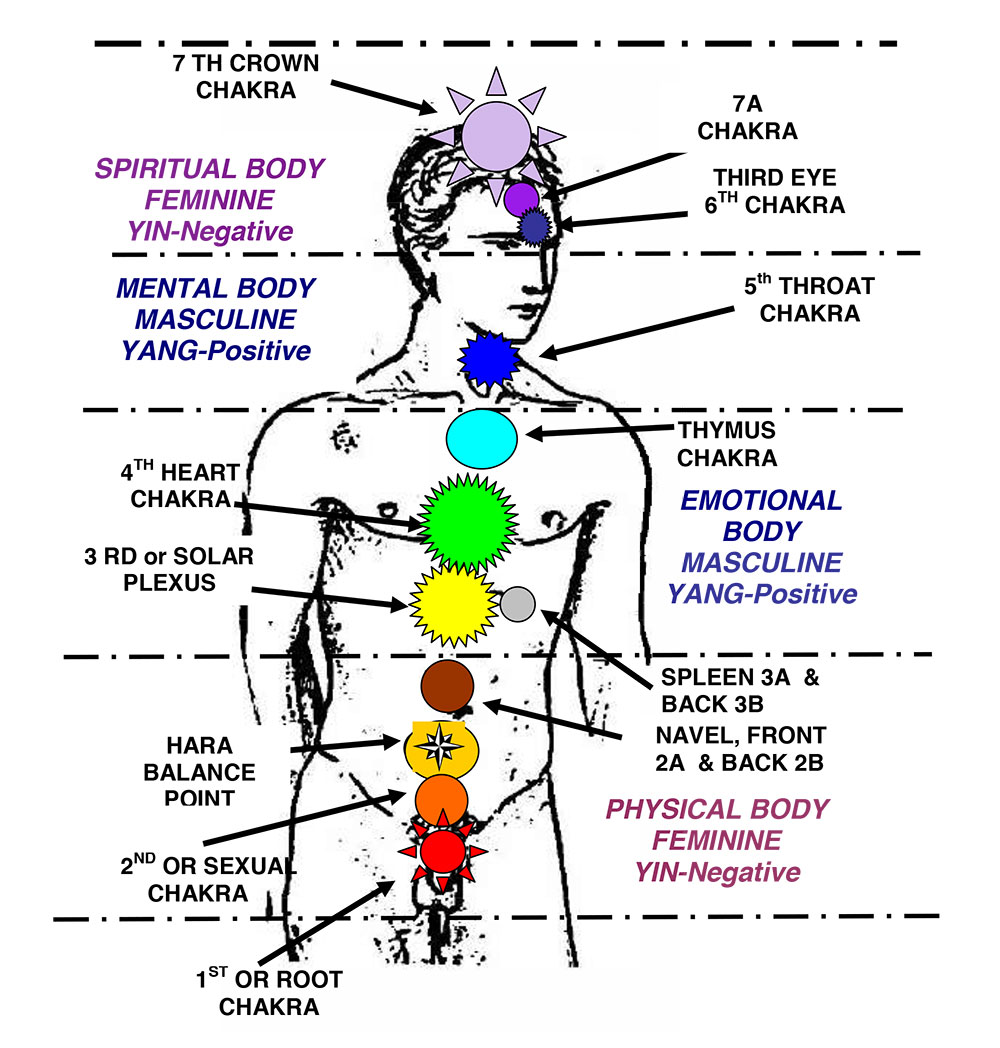 7 TH CROWN
CHAKRA
7A
CHAKRA
SPIRITUAL BODY
FEMININE
YIN-Negative
THIRD EYE
6TH CHAKRA
MENTAL BODY
MASCULINE
YANG-Positive
5th THROAT
CHAKRA
THYMUS
CHAKRA
4TH HEART
CHAKRA
EMOTIONAL
BODY
MASCULINE
YANG-Positive
3 RD or SOLAR
PLEXUS
SPLEEN 3A &
BACK 3B
NAVEL, FRONT
2A & BACK 2B
HARA
BALANCE
POINT
PHYSICAL BODY
FEMININE
YIN-Negative
2ND OR SEXUAL
CHAKRA
1ST OR ROOT
CHAKRA